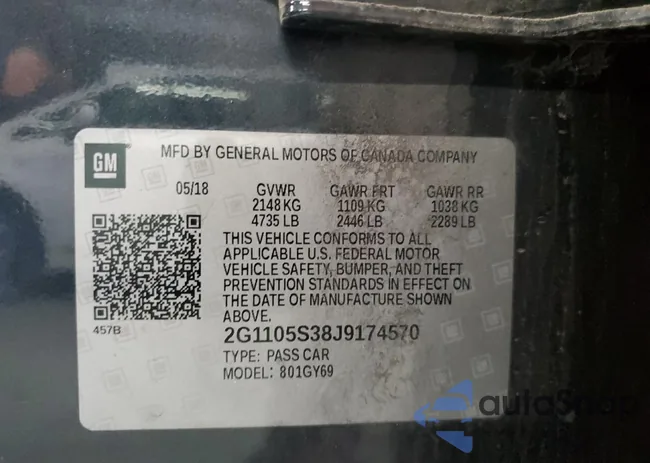 GM
MFD BY GENERAL MOTORS OF CANADA COMPANY
05/18 GVWR GAWR FRT GAWR RR
2148 KG 1109 KG 1038 KG
4735 LB 2446 LB 2289 LB
THIS VEHICLE CONFORMS TO ALL
APPLICABLE U.S. FEDERAL MOTOR
VEHICLE SAFETY, BUMPER, AND THEFT
PREVENTION STANDARDS IN EFFECT ON
THE DATE OF MANUFACTURE SHOWN
ABOVE.
457B
2G1105S38J9174570
TYPE: PASS CAR
MODEL: 801GY69
autoSnap